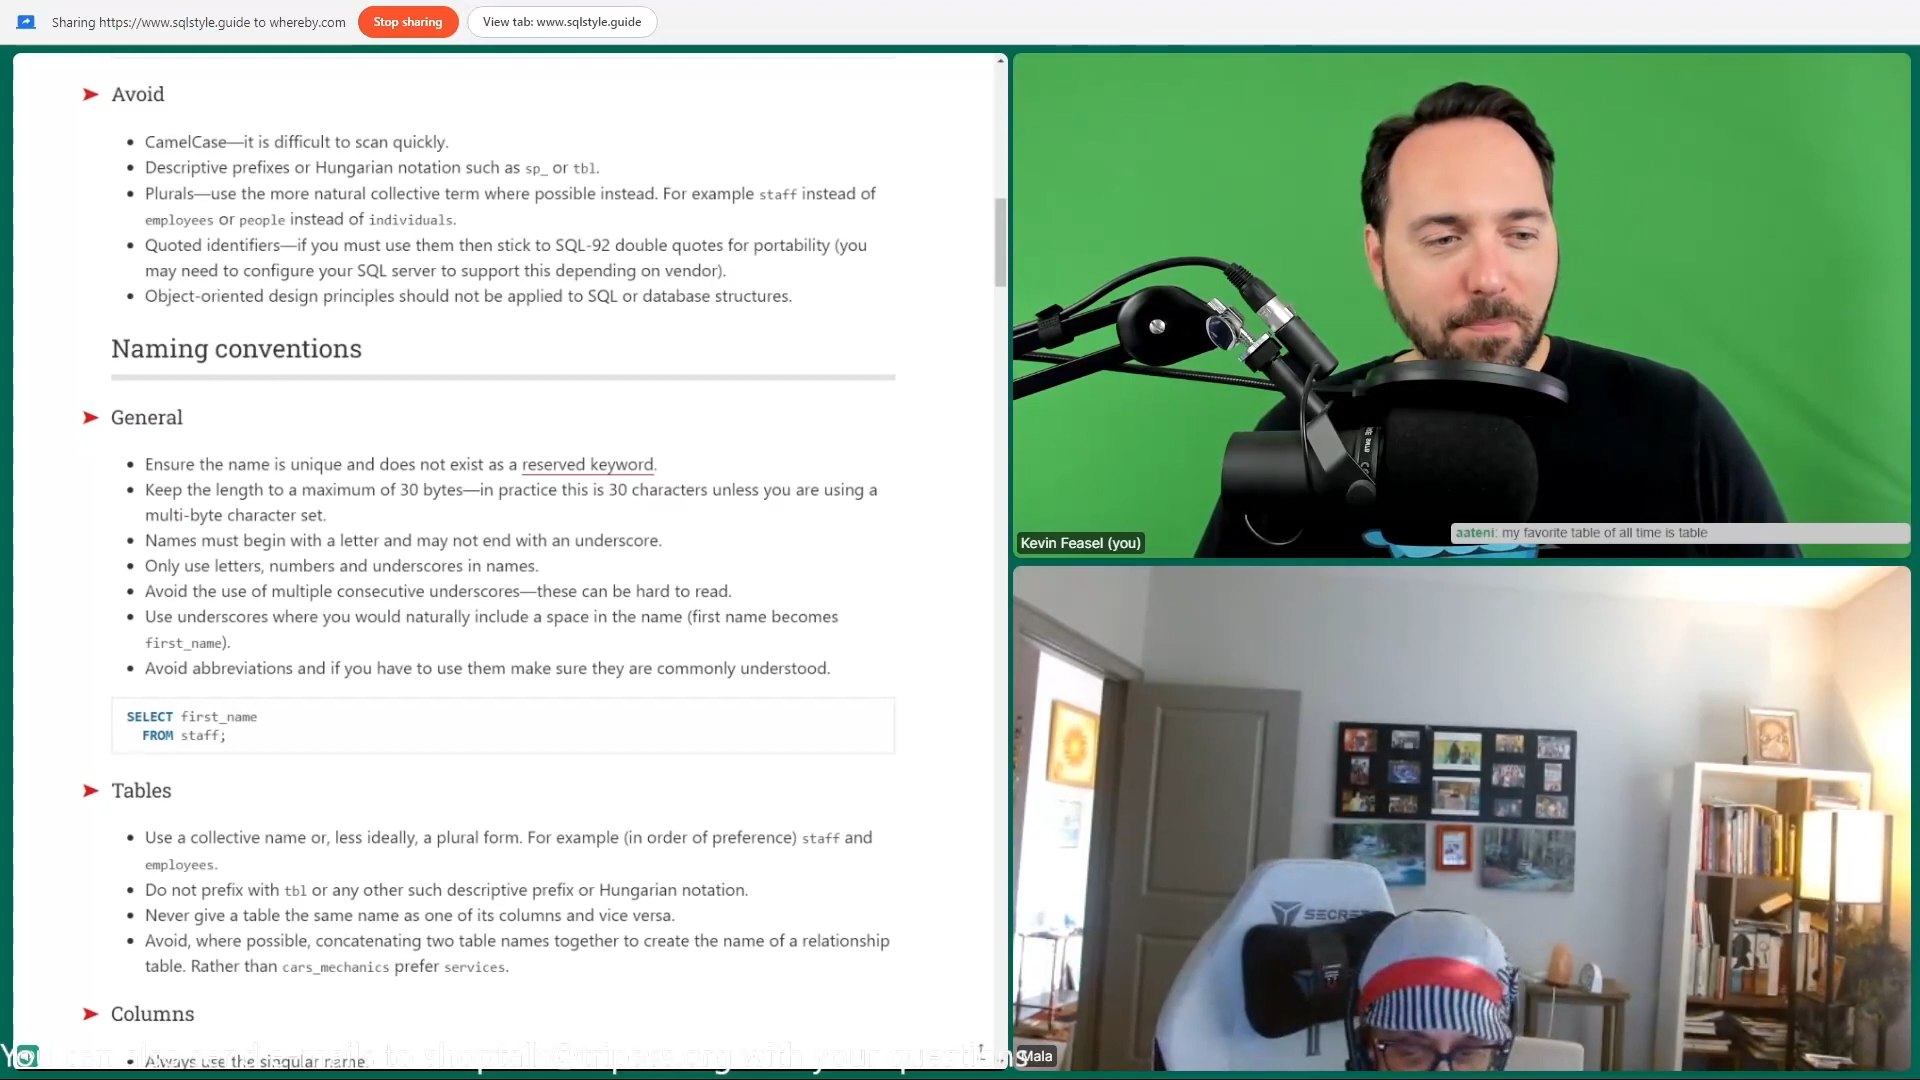 Sharing https://www.sqlstyle.guide to whereby.com
Stop sharing
View tab: www.sqlstyle.guide
Avoid
CamelCase—it is difficult to scan quickly.
Descriptive prefixes or Hungarian notation such as sp_ or tbl.
Plurals—use the more natural collective term where possible instead. For example staff instead of
employees or people instead of individuals.
Quoted identifiers—if you must use them then stick to SQL-92 double quotes for portability (you
may need to configure your SQL server to support this depending on vendor).
Object-oriented design principles should not be applied to SQL or database structures.
Naming conventions
General
Ensure the name is unique and does not exist as a reserved keyword.
Keep the length to a maximum of 30 bytes—in practice this is 30 characters unless you are using a
multi-byte character set.
Names must begin with a letter and may not end with an underscore.
Only use letters, numbers and underscores in names.
Avoid the use of multiple consecutive underscores—these can be hard to read.
Use underscores where you would naturally include a space in the name (first name becomes
first_name).
Avoid abbreviations and if you have to use them make sure they are commonly understood.
SELECT first_name
FROM staff;
Tables
Use a collective name or, less ideally, a plural form. For example (in order of preference) staff and
employees.
Do not prefix with tbl or any other such descriptive prefix or Hungarian notation.
Never give a table the same name as one of its columns and vice versa.
Avoid, where possible, concatenating two table names together to create the name of a relationship
table. Rather than cars_mechanics prefer services.
Columns
Always use the singular name.
with your questions
Kevin Feasel (you)
aateni: my favorite table of all time is table
SECRE
Mala